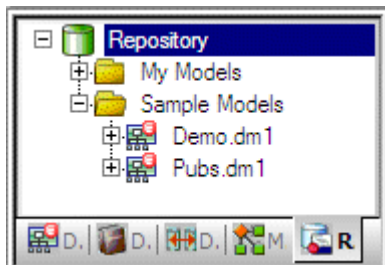 Repository
My Models
Sample Models
Demo.dm1
Pubs.dm1
D. D. D. M R